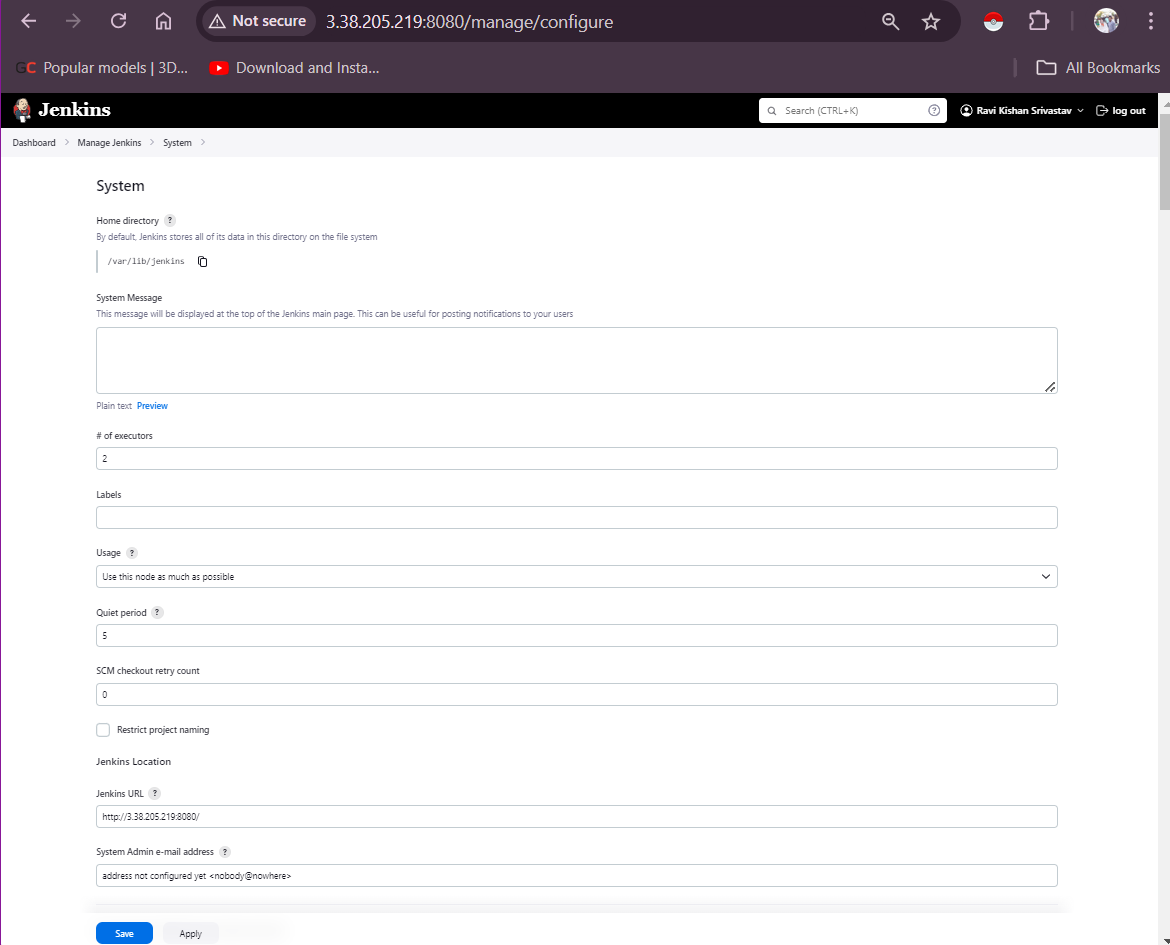 Not secure 3.38.205.219:8080/manage/configure
GC Popular models | 3D... Download and Insta... All Bookmarks
Jenkins Search (CTRL+K) ? Ravi Kishan Srivastav log out
Dashboard > Manage Jenkins > System >
System
Home directory ?
By default, Jenkins stores all of its data in this directory on the file system
/var/lib/jenkins
System Message
This message will be displayed at the top of the Jenkins main page. This can be useful for posting notifications to your users
Plain text Preview
# of executors
2
Labels
Usage ?
Use this node as much as possible
Quiet period ?
5
SCM checkout retry count
0
Restrict project naming
Jenkins Location
Jenkins URL ?
http://3.38.205.219:8080/
System Admin e-mail address ?
address not configured yet <nobody@nowhere>
Save Apply